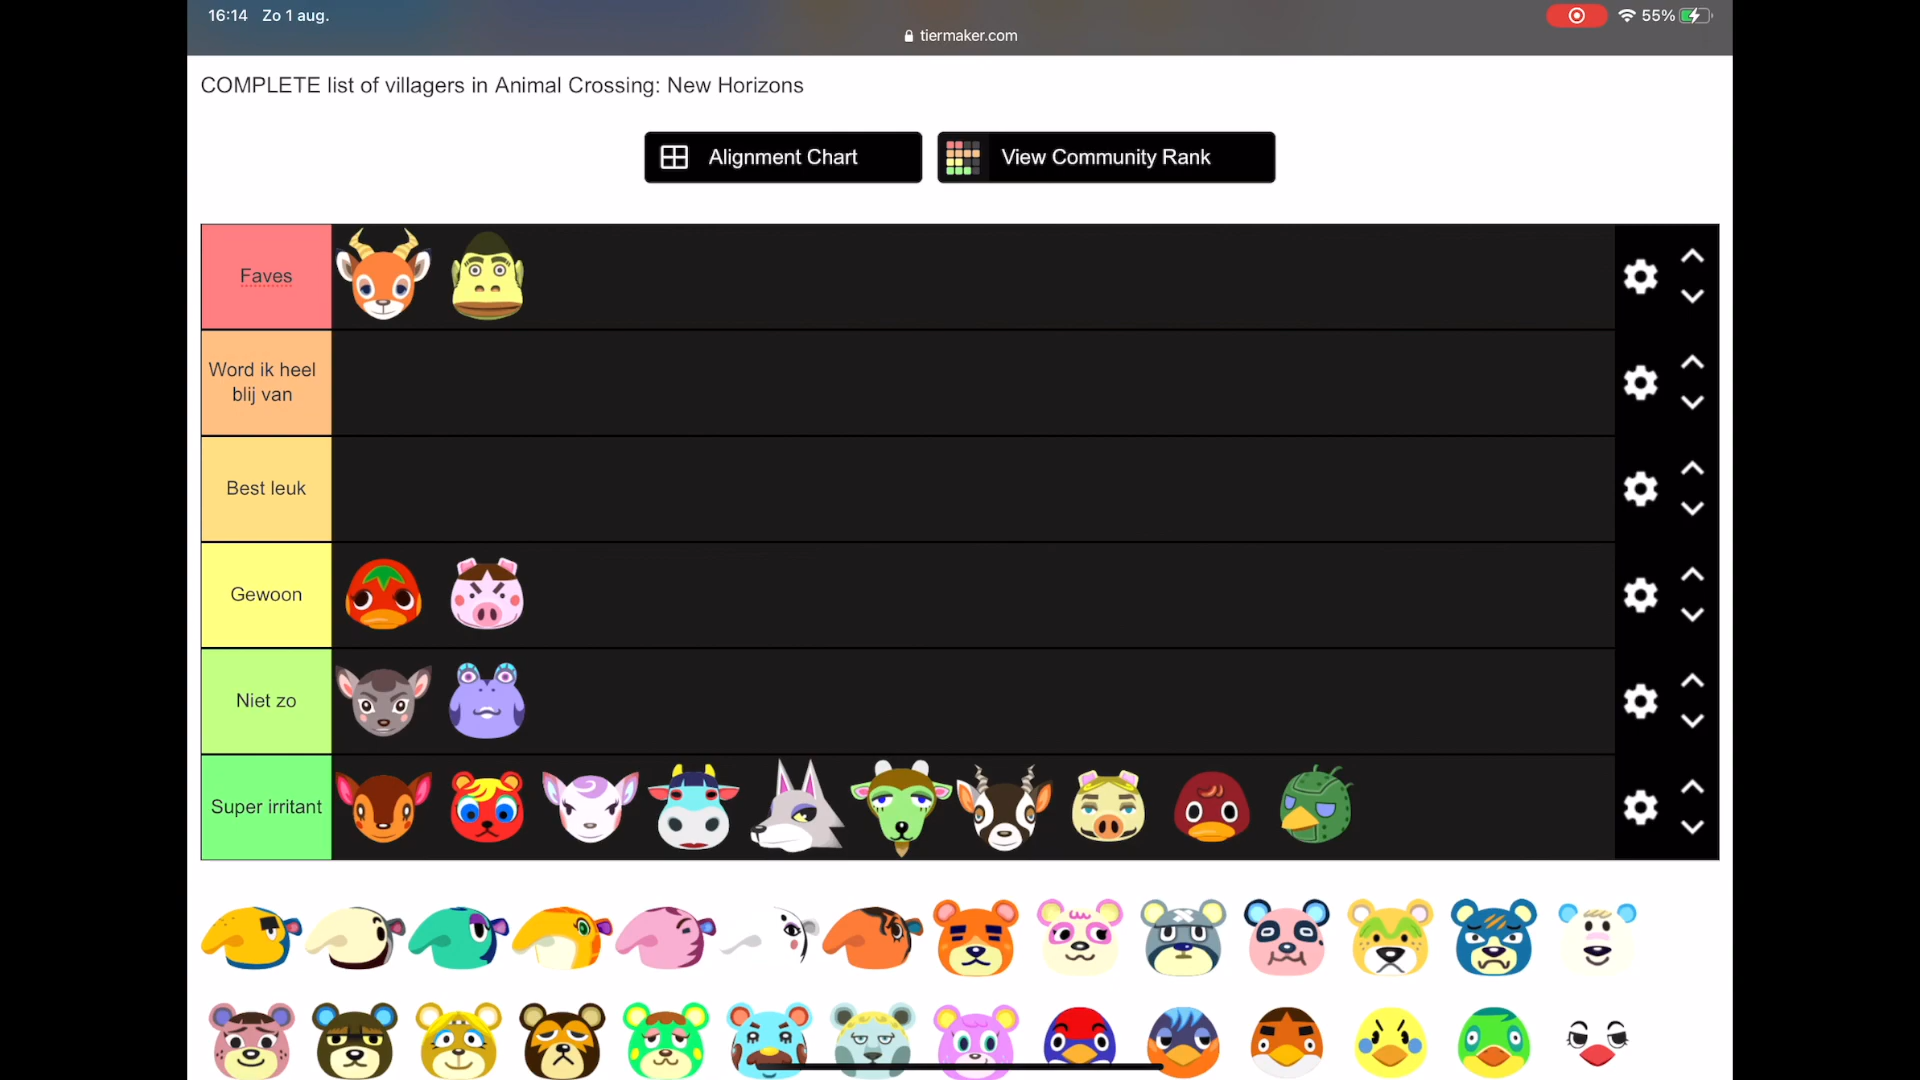 16:14 Zo 1 aug.
55%
tiermaker.com
COMPLETE list of villagers in Animal Crossing: New Horizons
Alignment Chart
View Community Rank
Faves
Word ik heel
blij van
Best leuk
Gewoon
Niet zo
Super irritant